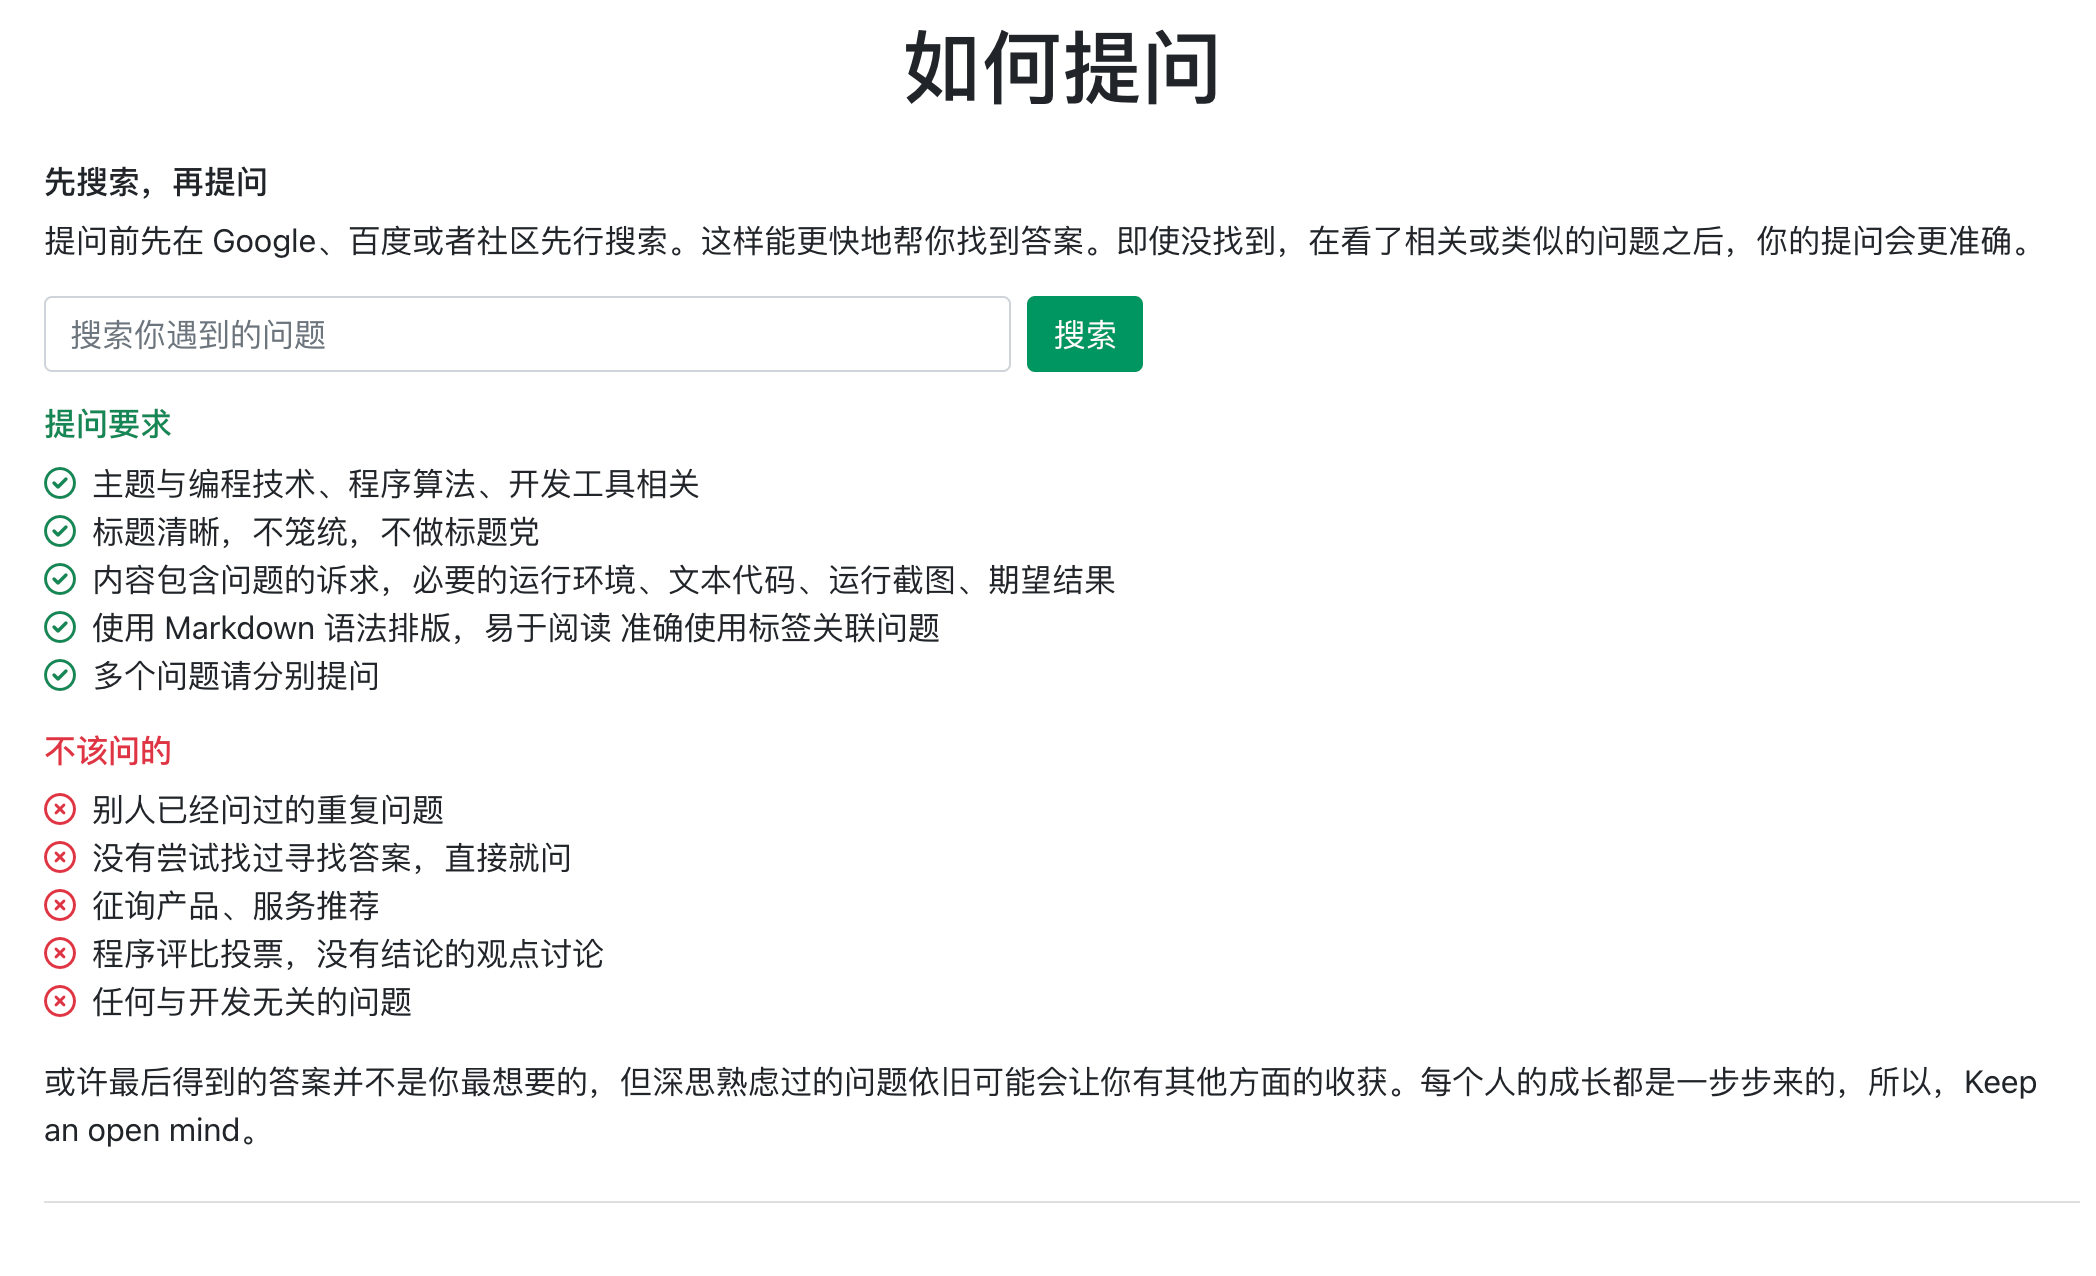 如何提问
先搜索，再提问
提问前先在 Google、百度或者社区先行搜索。这样能更快地帮你找到答案。即使没找到，在看了相关或类似的问题之后，你的提问会更准确。
搜索你遇到的问题
搜索
提问要求
主题与编程技术、程序算法、开发工具相关
标题清晰，不笼统，不做标题党
内容包含问题的诉求，必要的运行环境、文本代码、运行截图、期望结果
使用 Markdown 语法排版，易于阅读 准确使用标签关联问题
多个问题请分别提问
不该问的
别人已经问过的重复问题
没有尝试找过寻找答案，直接就问
征询产品、服务推荐
程序评比投票，没有结论的观点讨论
任何与开发无关的问题
或许最后得到的答案并不是你最想要的，但深思熟虑过的问题依旧可能会让你有其他方面的收获。每个人的成长都是一步步来的，所以，Keep
an open mind。